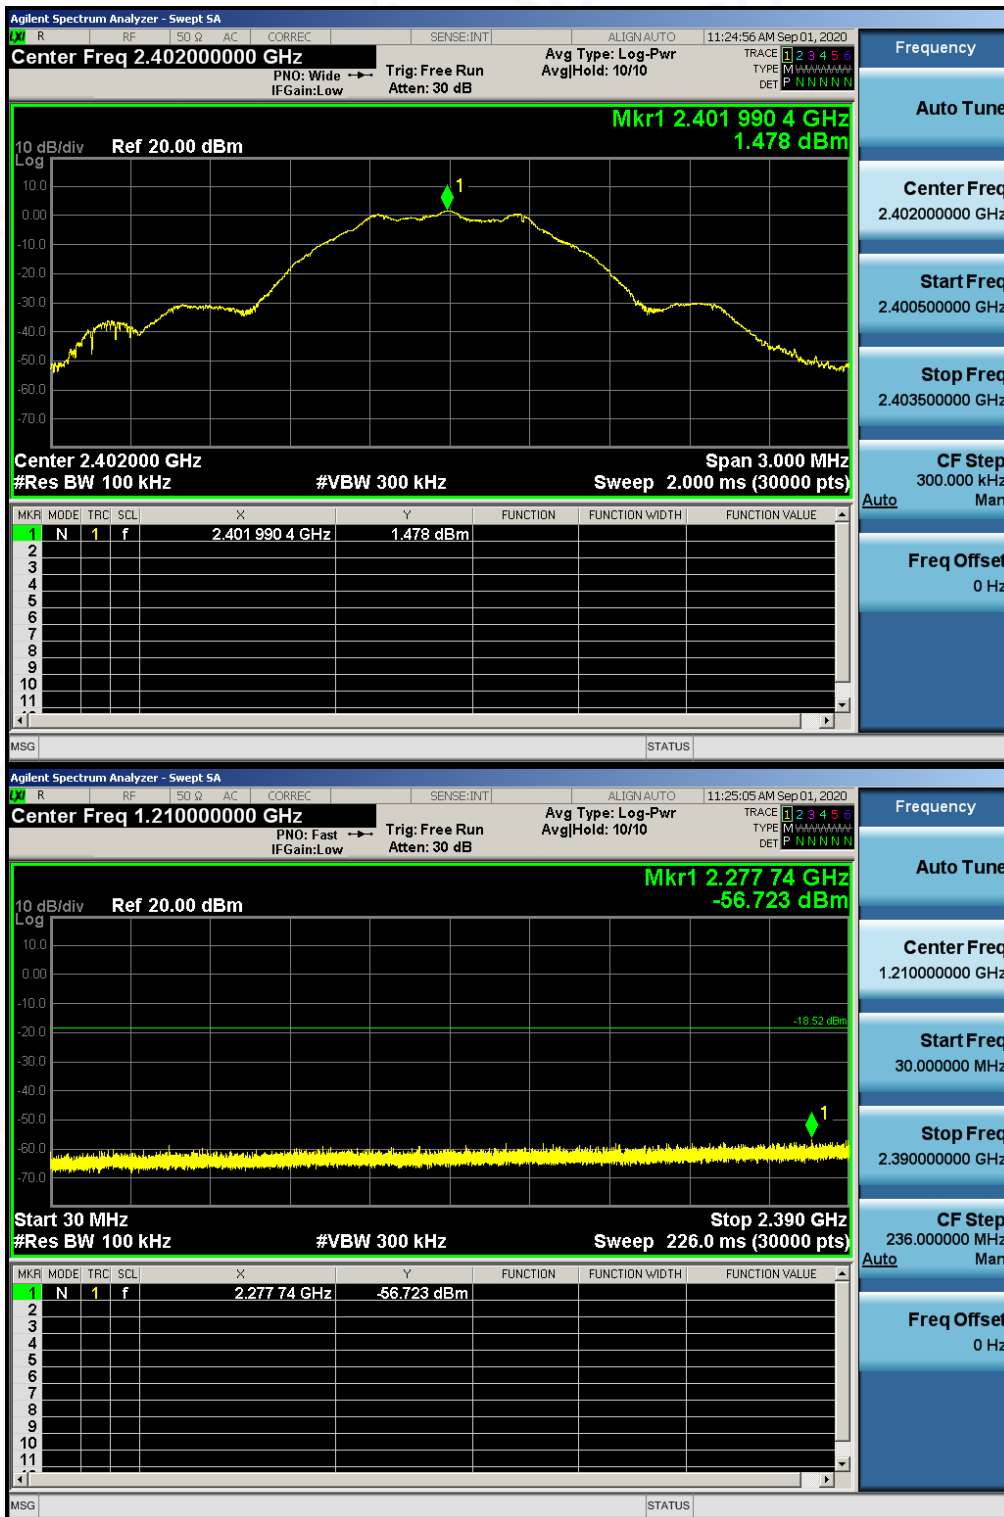 Agilent Spectrum Analyzer - Swept SA
LXI R RF 50 Ω AC CORREC SENSE:INT ALIGN AUTO 11:24:56 AM Sep 01, 2020
Center Freq 2.402000000 GHz
PNO: Wide
IFGain:Low
Trig: Free Run
Atten: 30 dB
Avg Type: Log-Pwr
Avg|Hold: 10/10
TRACE 1 2 3 4 5 6
TYPE M
DET P N N N N N
Mkr1 2.401 990 4 GHz
1.478 dBm
10 dB/div Ref 20.00 dBm
Log
10.0
1
0.00
-10.0
-20.0
-30.0
-40.0
-50.0
-60.0
-70.0
Center 2.402000 GHz Span 3.000 MHz
#Res BW 100 kHz #VBW 300 kHz Sweep 2.000 ms (30000 pts)
MKR MODE TRC SCL X Y FUNCTION FUNCTION WIDTH FUNCTION VALUE
1 N 1 f 2.401 990 4 GHz 1.478 dBm
2
3
4
5
6
7
8
9
10
11
MSG STATUS
Frequency
Auto Tune
Center Freq
2.402000000 GHz
Start Freq
2.400500000 GHz
Stop Freq
2.403500000 GHz
CF Step
300.000 kHz
Auto Man
Freq Offset
0 Hz
Agilent Spectrum Analyzer - Swept SA
LXI R RF 50 Ω AC CORREC SENSE:INT ALIGN AUTO 11:25:05 AM Sep 01, 2020
Center Freq 1.210000000 GHz
PNO: Fast
IFGain:Low
Trig: Free Run
Atten: 30 dB
Avg Type: Log-Pwr
Avg|Hold: 10/10
TRACE 1 2 3 4 5 6
TYPE M
DET P N N N N N
Mkr1 2.277 74 GHz
-56.723 dBm
10 dB/div Ref 20.00 dBm
Log
10.0
0.00
-10.0
-18.52 dBm
-20.0
-30.0
-40.0
-50.0
1
-60.0
-70.0
Start 30 MHz Stop 2.390 GHz
#Res BW 100 kHz #VBW 300 kHz Sweep 226.0 ms (30000 pts)
MKR MODE TRC SCL X Y FUNCTION FUNCTION WIDTH FUNCTION VALUE
1 N 1 f 2.277 74 GHz -56.723 dBm
2
3
4
5
6
7
8
9
10
11
MSG STATUS
Frequency
Auto Tune
Center Freq
1.210000000 GHz
Start Freq
30.000000 MHz
Stop Freq
2.390000000 GHz
CF Step
236.000000 MHz
Auto Man
Freq Offset
0 Hz